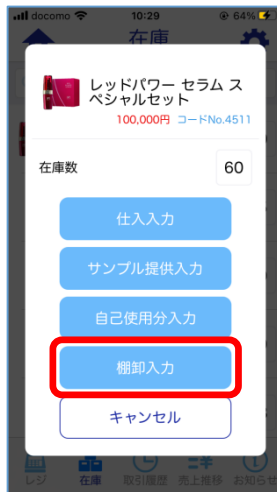 docomo 10:29 64%
在庫
レッドパワー セラム ス
ペシャルセット
100,000円 コードNo.4511
在庫数 60
仕入入力
サンプル提供入力
自己使用分入力
棚卸入力
キャンセル
レジ 在庫 取引履歴 売上推移 お知らせ